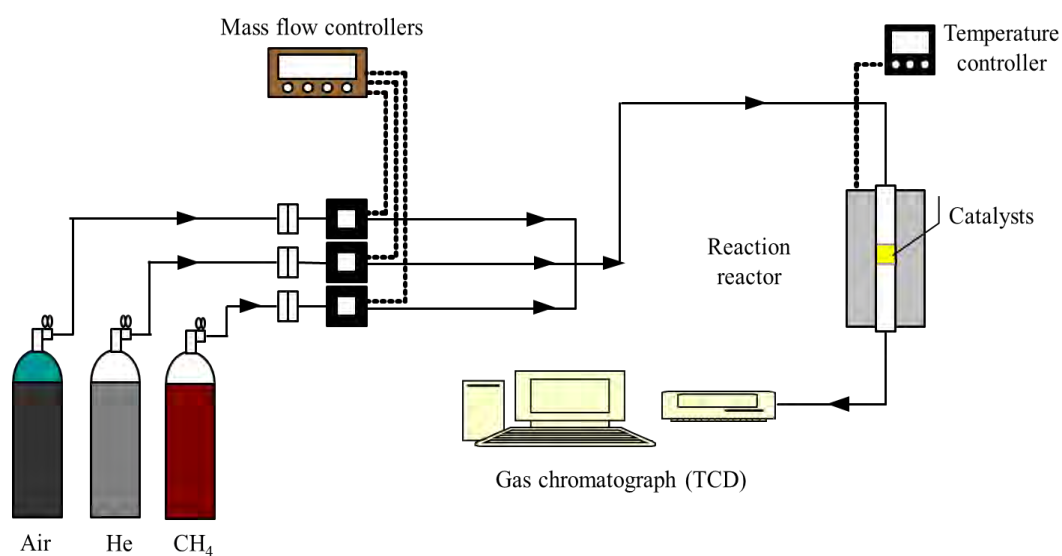 Mass flow controllers
Temperature
controller
Reaction
reactor
Catalysts
Gas chromatograph (TCD)
Air
He
CH₄